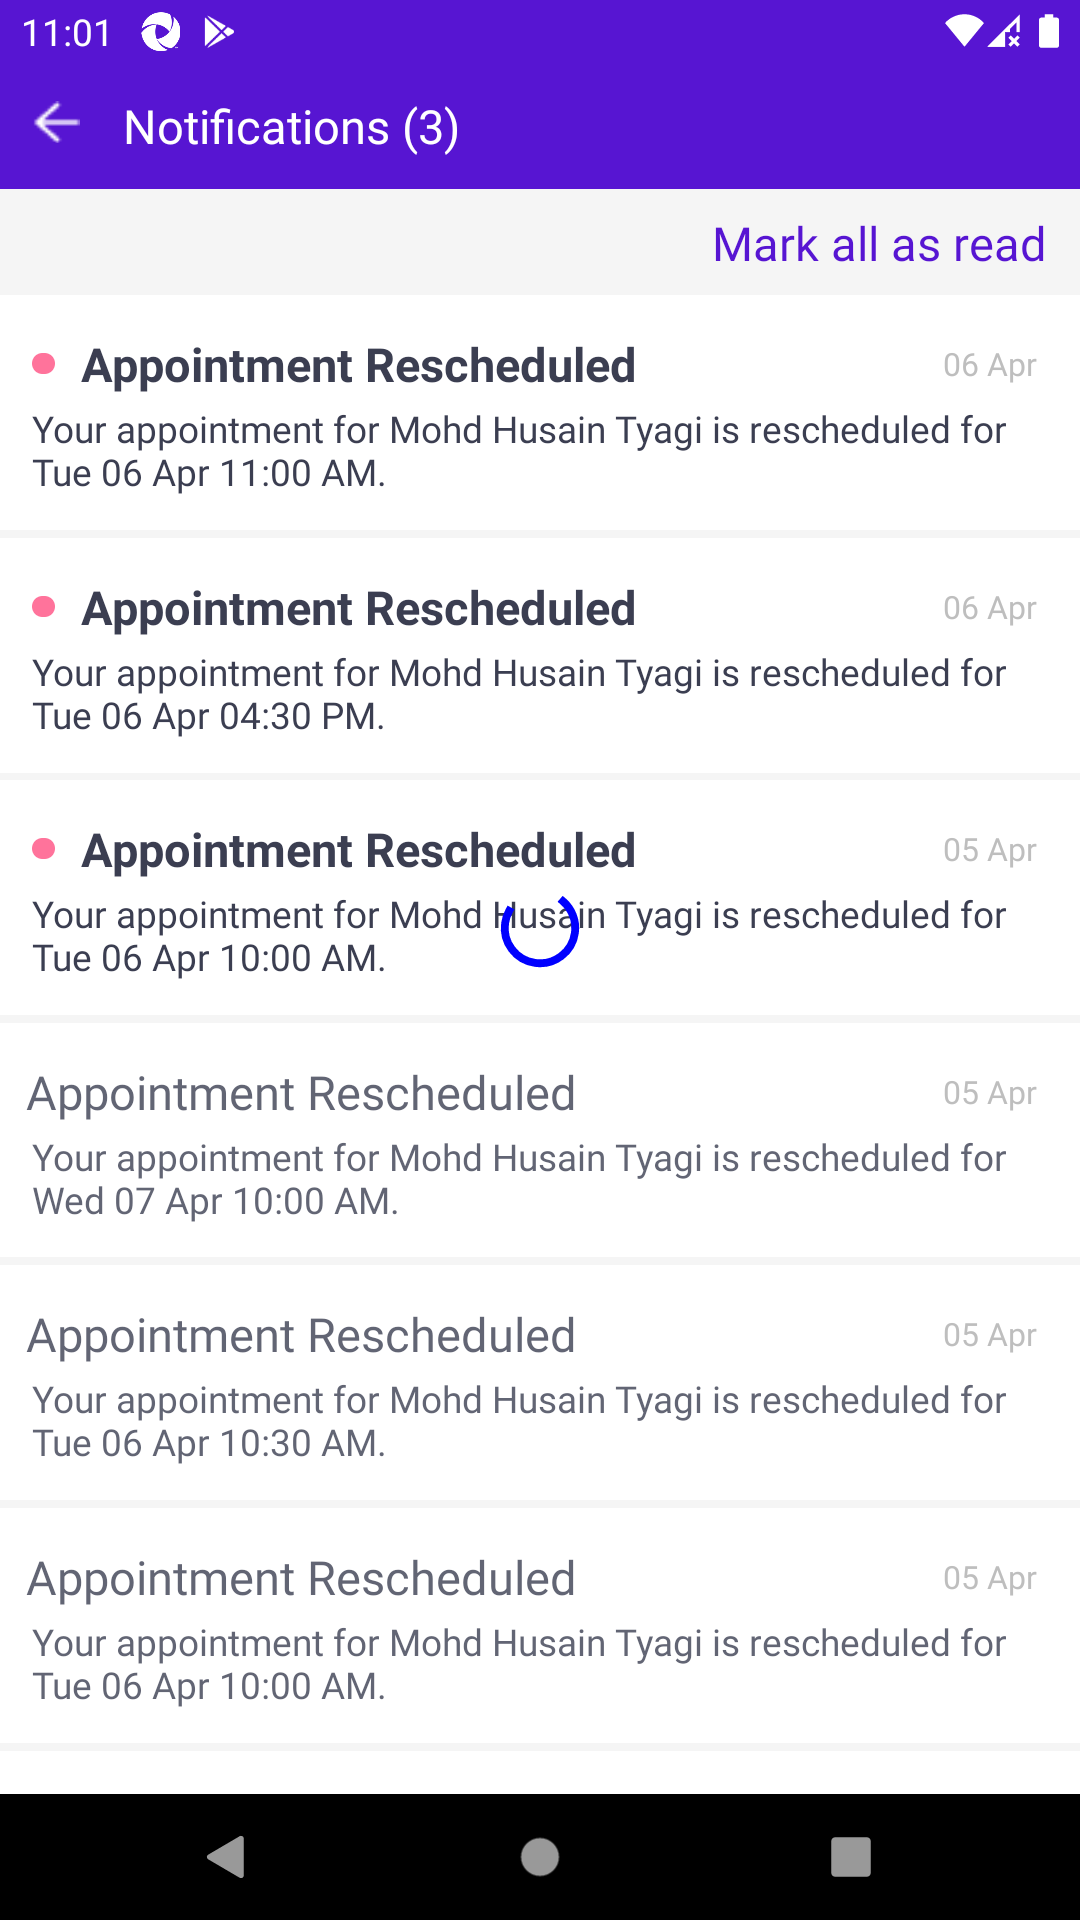 11:01
Notifications (3)
Mark all as read
Appointment Rescheduled 06 Apr
Your appointment for Mohd Husain Tyagi is rescheduled for
Tue 06 Apr 11:00 AM.
Appointment Rescheduled 06 Apr
Your appointment for Mohd Husain Tyagi is rescheduled for
Tue 06 Apr 04:30 PM.
Appointment Rescheduled 05 Apr
Your appointment for Mohd Husain Tyagi is rescheduled for
Tue 06 Apr 10:00 AM.
Appointment Rescheduled 05 Apr
Your appointment for Mohd Husain Tyagi is rescheduled for
Wed 07 Apr 10:00 AM.
Appointment Rescheduled 05 Apr
Your appointment for Mohd Husain Tyagi is rescheduled for
Tue 06 Apr 10:30 AM.
Appointment Rescheduled 05 Apr
Your appointment for Mohd Husain Tyagi is rescheduled for
Tue 06 Apr 10:00 AM.